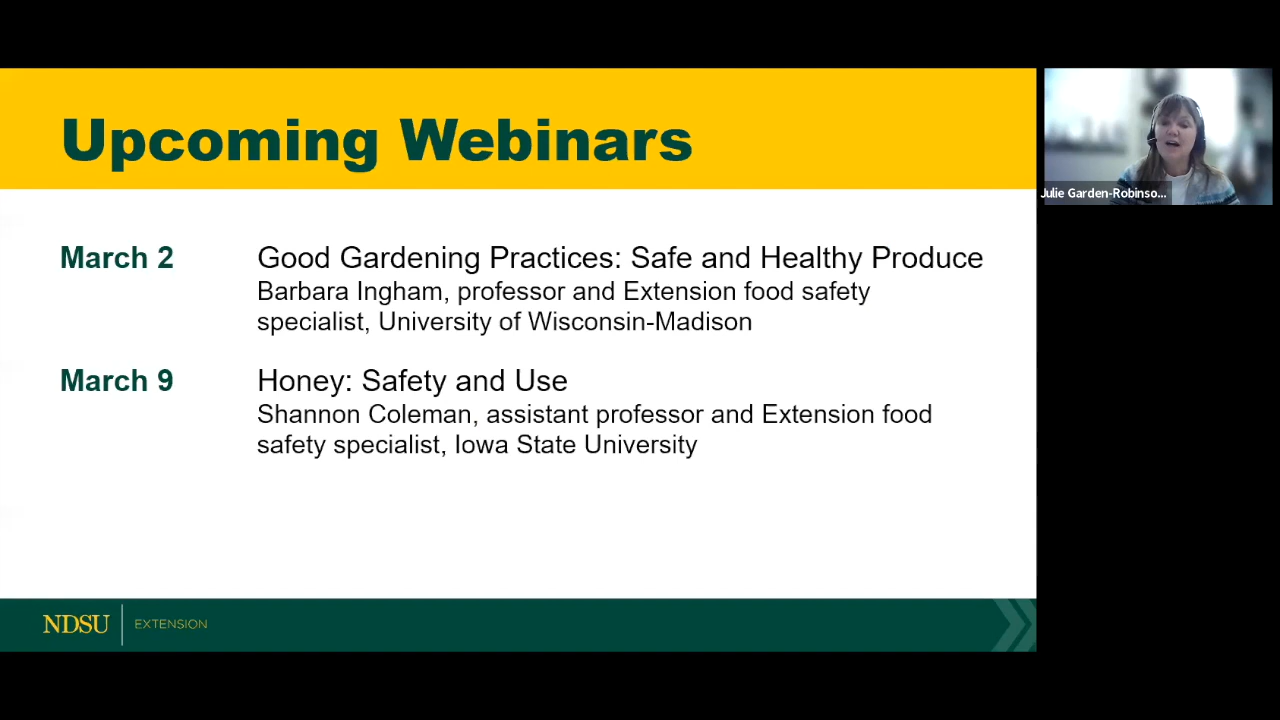 Upcoming Webinars
Julie Garden-Robinso...
March 2
Good Gardening Practices: Safe and Healthy Produce
Barbara Ingham, professor and Extension food safety
specialist, University of Wisconsin-Madison
March 9
Honey: Safety and Use
Shannon Coleman, assistant professor and Extension food
safety specialist, Iowa State University
NDSU
EXTENSION